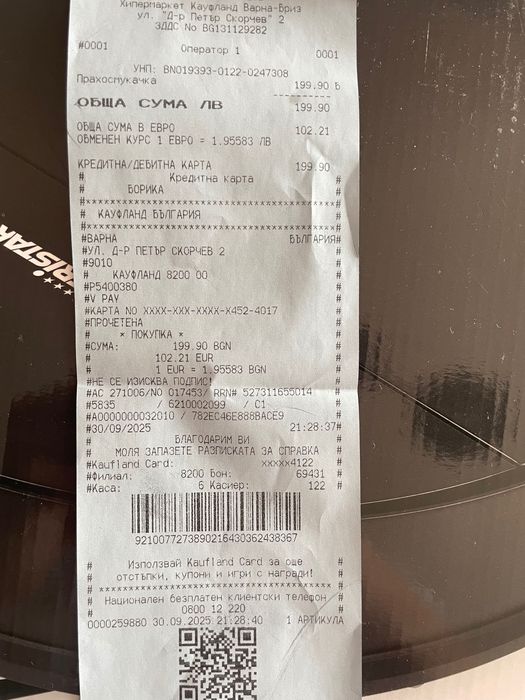 Хипермаркет Кауфланд Варна-Бриз
ул. "Д-р Петър Скорчев" 2
ЗДДС No BG131129282
#0001 Оператор 1 0001
УНП: BN019393-0122-0247308
Прахосмукачка 199.90 Б
ОБЩА СУМА ЛВ 199.90
ОБЩА СУМА В ЕВРО 102.21
ОБМЕНЕН КУРС 1 ЕВРО = 1.95583 ЛВ
КРЕДИТНА/ДЕБИТНА КАРТА 199.90
# Кредитна карта #
# БОРИКА #
#****************************************#
# КАУФЛАНД БЪЛГАРИЯ #
#****************************************#
#ВАРНА БЪЛГАРИЯ#
#УЛ. Д-Р ПЕТЪР СКОРЧЕВ 2 #
#9010 #
# КАУФЛАНД 8200 00 #
#P5400380 #
#V PAY #
#КАРТА NO XXXX-XXX-XXXX-X452-4017 #
#ПРОЧЕТЕНА #
# * ПОКУПКА * #
#СУМА: 199.90 BGN #
# 102.21 EUR #
# 1 EUR = 1.95583 BGN #
#НЕ СЕ ИЗИСКВА ПОДПИС! #
#AC 271006/NO 017453/ RRN# 527311655014 #
#5835 / 6210002099 / C1 #
#A0000000032010 / 782EC46E888BACE9 #
#30/09/2025 21:28:37#
# БЛАГОДАРИМ ВИ #
# МОЛЯ ЗАПАЗЕТЕ РАЗПИСКАТА ЗА СПРАВКА #
#Kaufland Card: xxxxx4122 #
#Филиал: 8200 Бон: 69431 #
#Каса: 6 Касиер: 122 #
9210077273890216430362438367
# Използвай Kaufland Card за още #
# отстъпки, купони и игри с награди! #
# **************************************** #
# Национален безплатен клиентски телефон #
# 0800 12 220 #
0000259880 30.09.2025 21:28:40 1 АРТИКУЛА
RISTAR